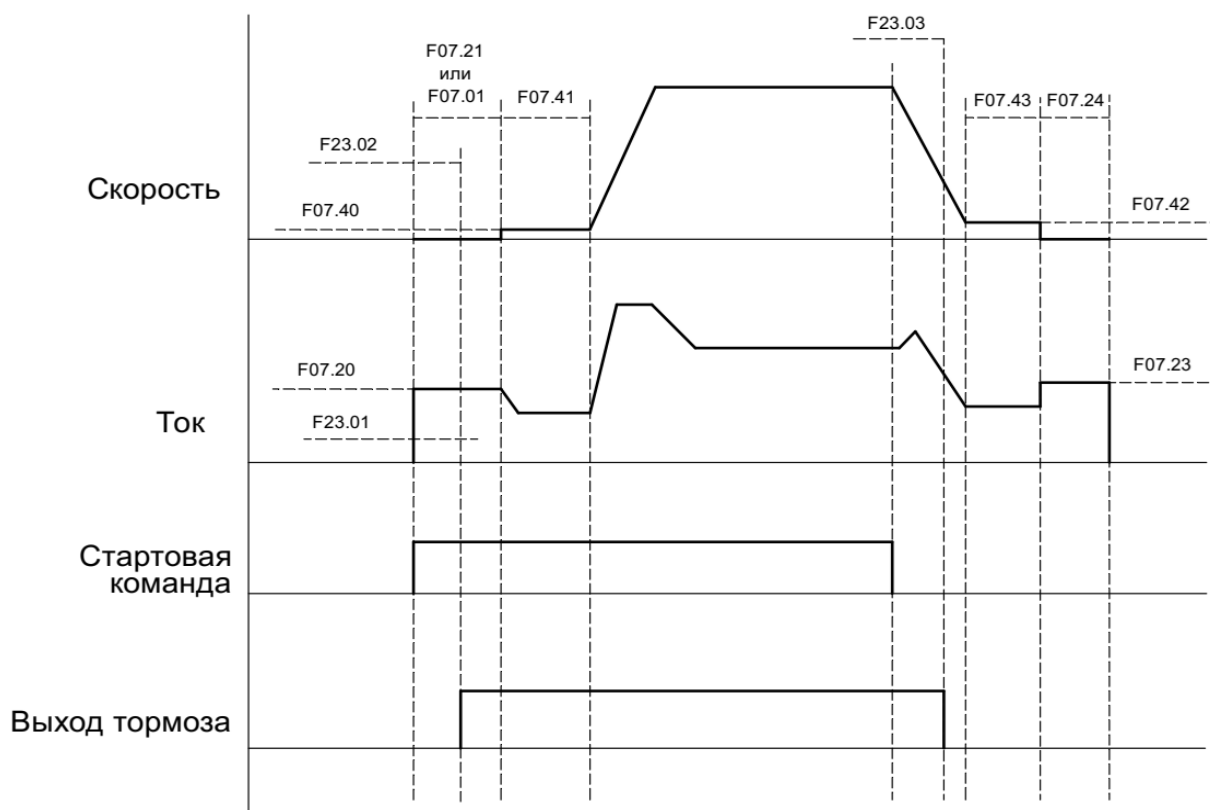 F23.03
F07.21
или
F07.01
F07.41
F07.43
F07.24
F23.02
Скорость
F07.40
F07.42
F07.20
F07.23
Ток
F23.01
Стартовая
команда
Выход тормоза